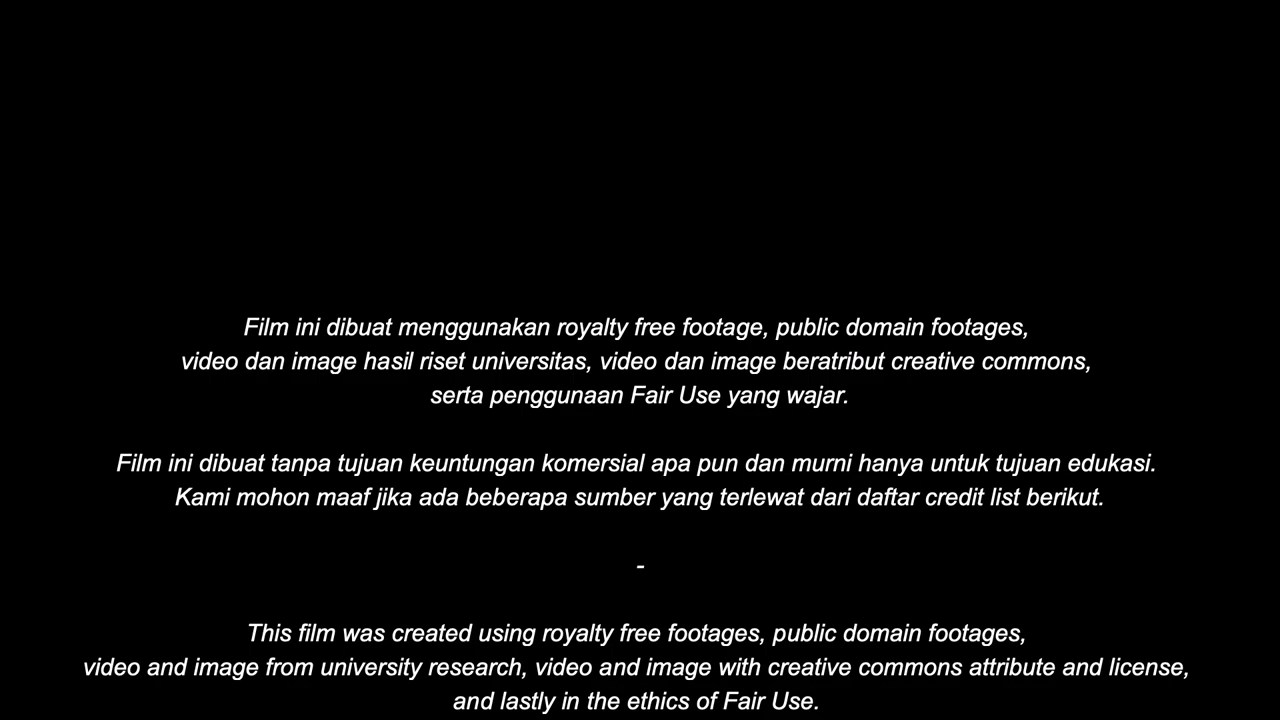 Film ini dibuat menggunakan royalty free footage, public domain footages,
video dan image hasil riset universitas, video dan image beratribut creative commons,
serta penggunaan Fair Use yang wajar.
Film ini dibuat tanpa tujuan keuntungan komersial apa pun dan murni hanya untuk tujuan edukasi.
Kami mohon maaf jika ada beberapa sumber yang terlewat dari daftar credit list berikut.
-
This film was created using royalty free footages, public domain footages,
video and image from university research, video and image with creative commons attribute and license,
and lastly in the ethics of Fair Use.